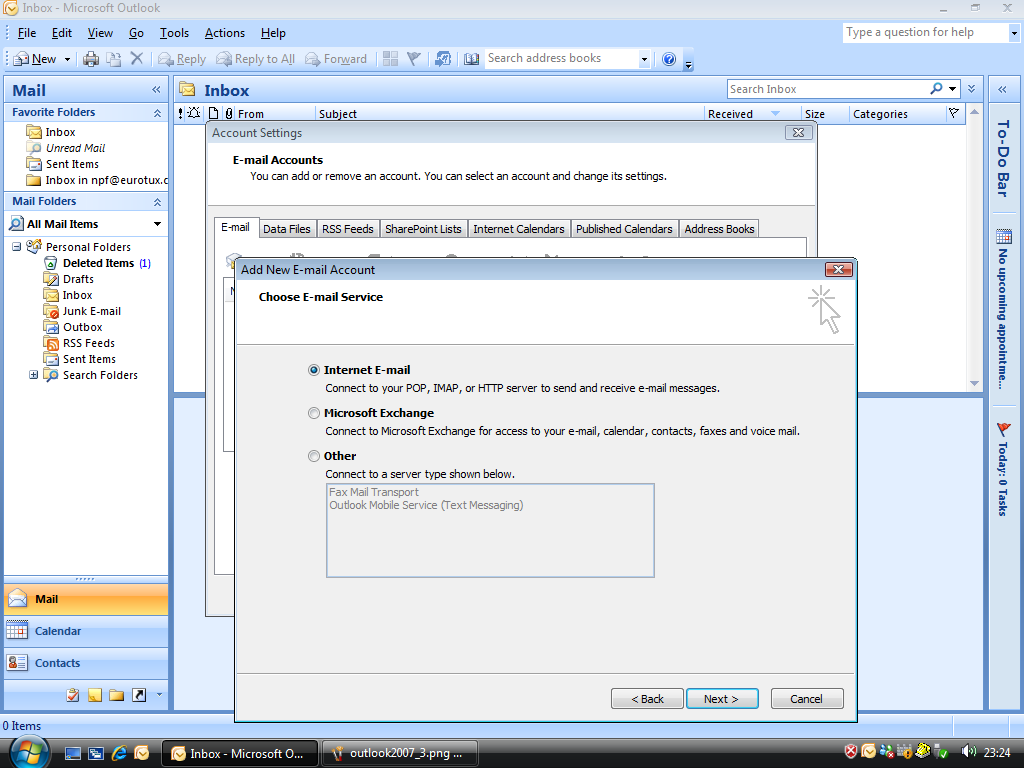 Inbox - Microsoft Outlook
File Edit View Go Tools Actions Help
Type a question for help
New Reply Reply to All Forward Search address books
Mail
Favorite Folders
Inbox
Unread Mail
Sent Items
Inbox in npf@eurotux.c
Mail Folders
All Mail Items
Personal Folders
Deleted Items (1)
Drafts
Inbox
Junk E-mail
Outbox
RSS Feeds
Sent Items
Search Folders
Mail
Calendar
Contacts
Inbox
Search Inbox
From Subject Received Size Categories
Account Settings
E-mail Accounts
You can add or remove an account. You can select an account and change its settings.
E-mail Data Files RSS Feeds SharePoint Lists Internet Calendars Published Calendars Address Books
Add New E-mail Account
Choose E-mail Service
Internet E-mail
Connect to your POP, IMAP, or HTTP server to send and receive e-mail messages.
Microsoft Exchange
Connect to Microsoft Exchange for access to your e-mail, calendar, contacts, faxes and voice mail.
Other
Connect to a server type shown below.
Fax Mail Transport
Outlook Mobile Service (Text Messaging)
< Back Next > Cancel
To-Do Bar
No upcoming appointme...
Today: 0 Tasks
0 Items
Inbox - Microsoft O... outlook2007_3.png ... 23:24